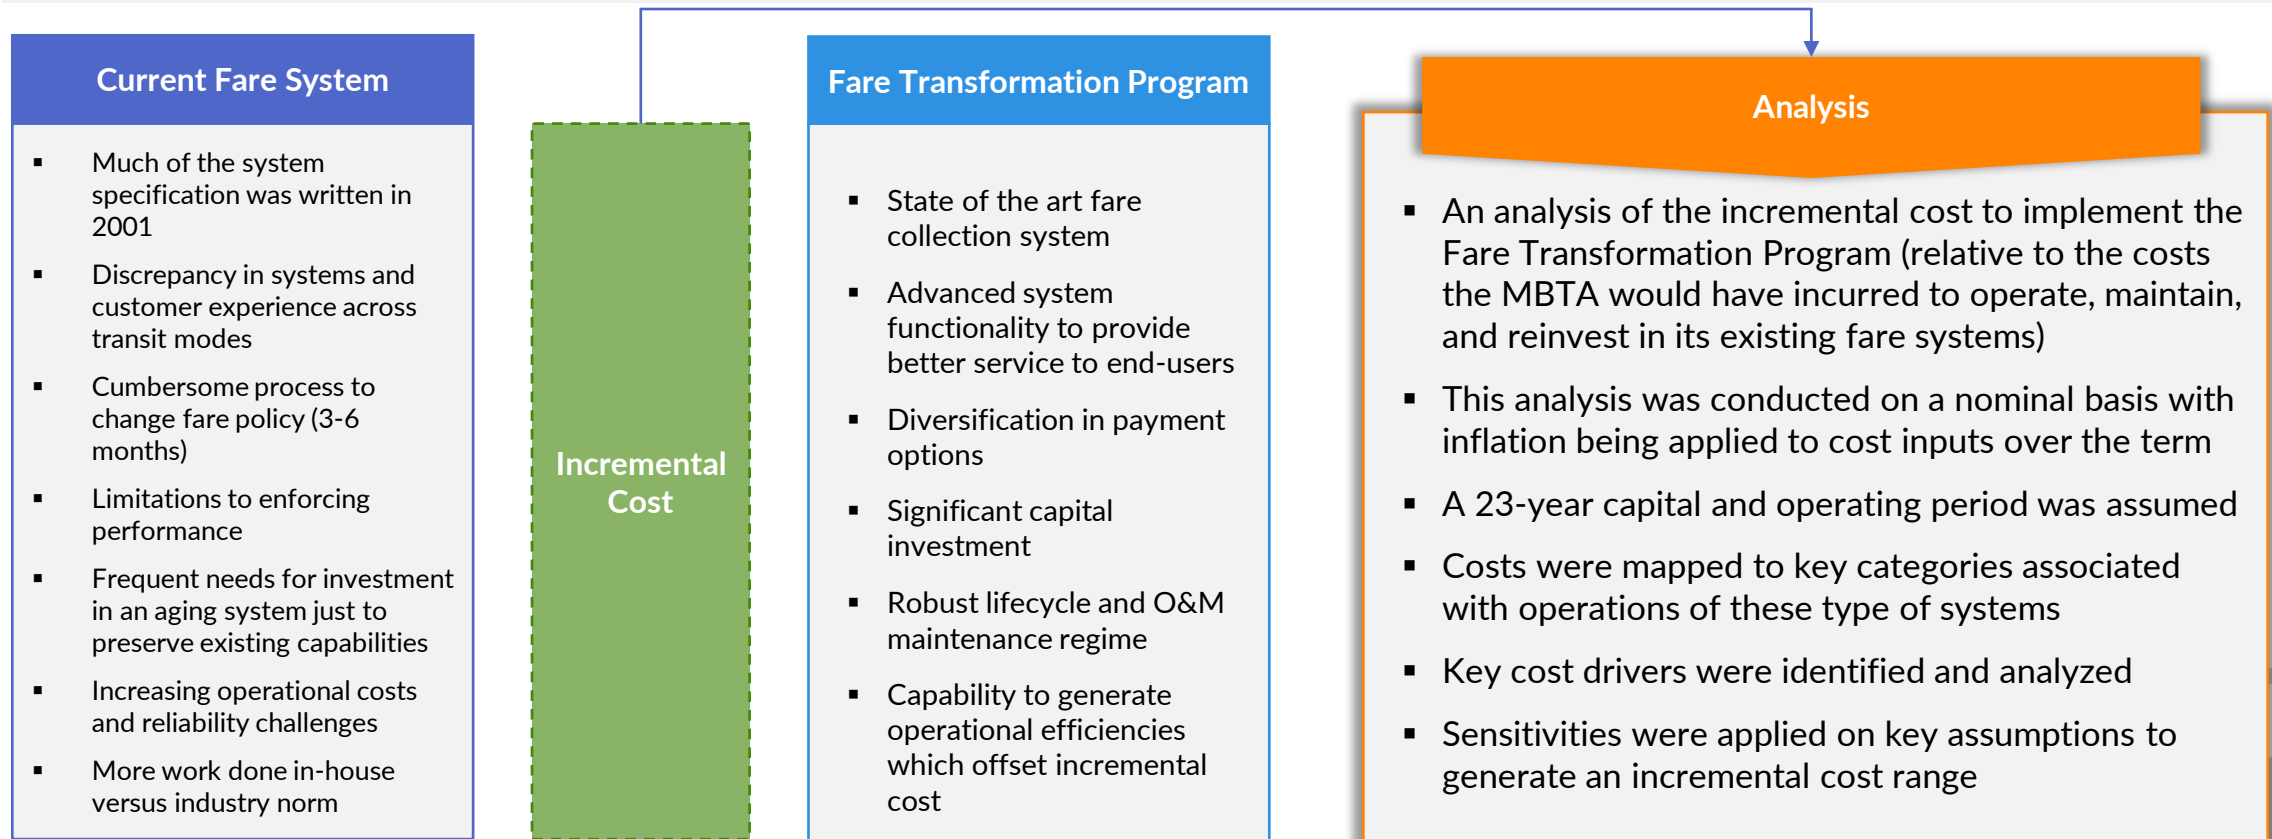 Current Fare System
▪ Much of the system
specification was written in
2001
▪ Discrepancy in systems and
customer experience across
transit modes
▪ Cumbersome process to
change fare policy (3-6
months)
▪ Limitations to enforcing
performance
▪ Frequent needs for investment
in an aging system just to
preserve existing capabilities
▪ Increasing operational costs
and reliability challenges
▪ More work done in-house
versus industry norm
Incremental
Cost
Fare Transformation Program
▪ State of the art fare
collection system
▪ Advanced system
functionality to provide
better service to end-users
▪ Diversification in payment
options
▪ Significant capital
investment
▪ Robust lifecycle and O&M
maintenance regime
▪ Capability to generate
operational efficiencies
which offset incremental
cost
Analysis
▪ An analysis of the incremental cost to implement the
Fare Transformation Program (relative to the costs
the MBTA would have incurred to operate, maintain,
and reinvest in its existing fare systems)
▪ This analysis was conducted on a nominal basis with
inflation being applied to cost inputs over the term
▪ A 23-year capital and operating period was assumed
▪ Costs were mapped to key categories associated
with operations of these type of systems
▪ Key cost drivers were identified and analyzed
▪ Sensitivities were applied on key assumptions to
generate an incremental cost range